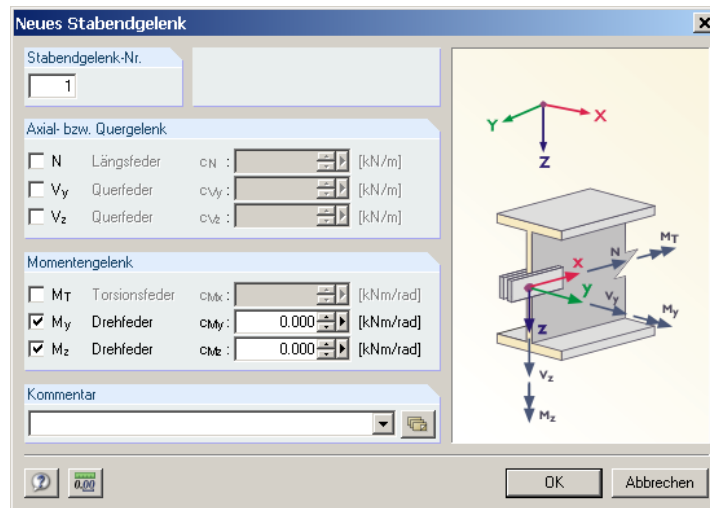 Neues Stabendgelenk
Stabendgelenk-Nr.
1
Axial- bzw. Quergelenk
N Längsfeder CN : [kN/m]
Vy Querfeder CVy : [kN/m]
Vz Querfeder CVz : [kN/m]
Momentengelenk
MT Torsionsfeder CMx : [kNm/rad]
My Drehfeder CMy : 0.000 [kNm/rad]
Mz Drehfeder CMz : 0.000 [kNm/rad]
Kommentar
0.00
OK Abbrechen
Y X
Z
MT
N
x
y
Vy
My
z
Vz
Mz